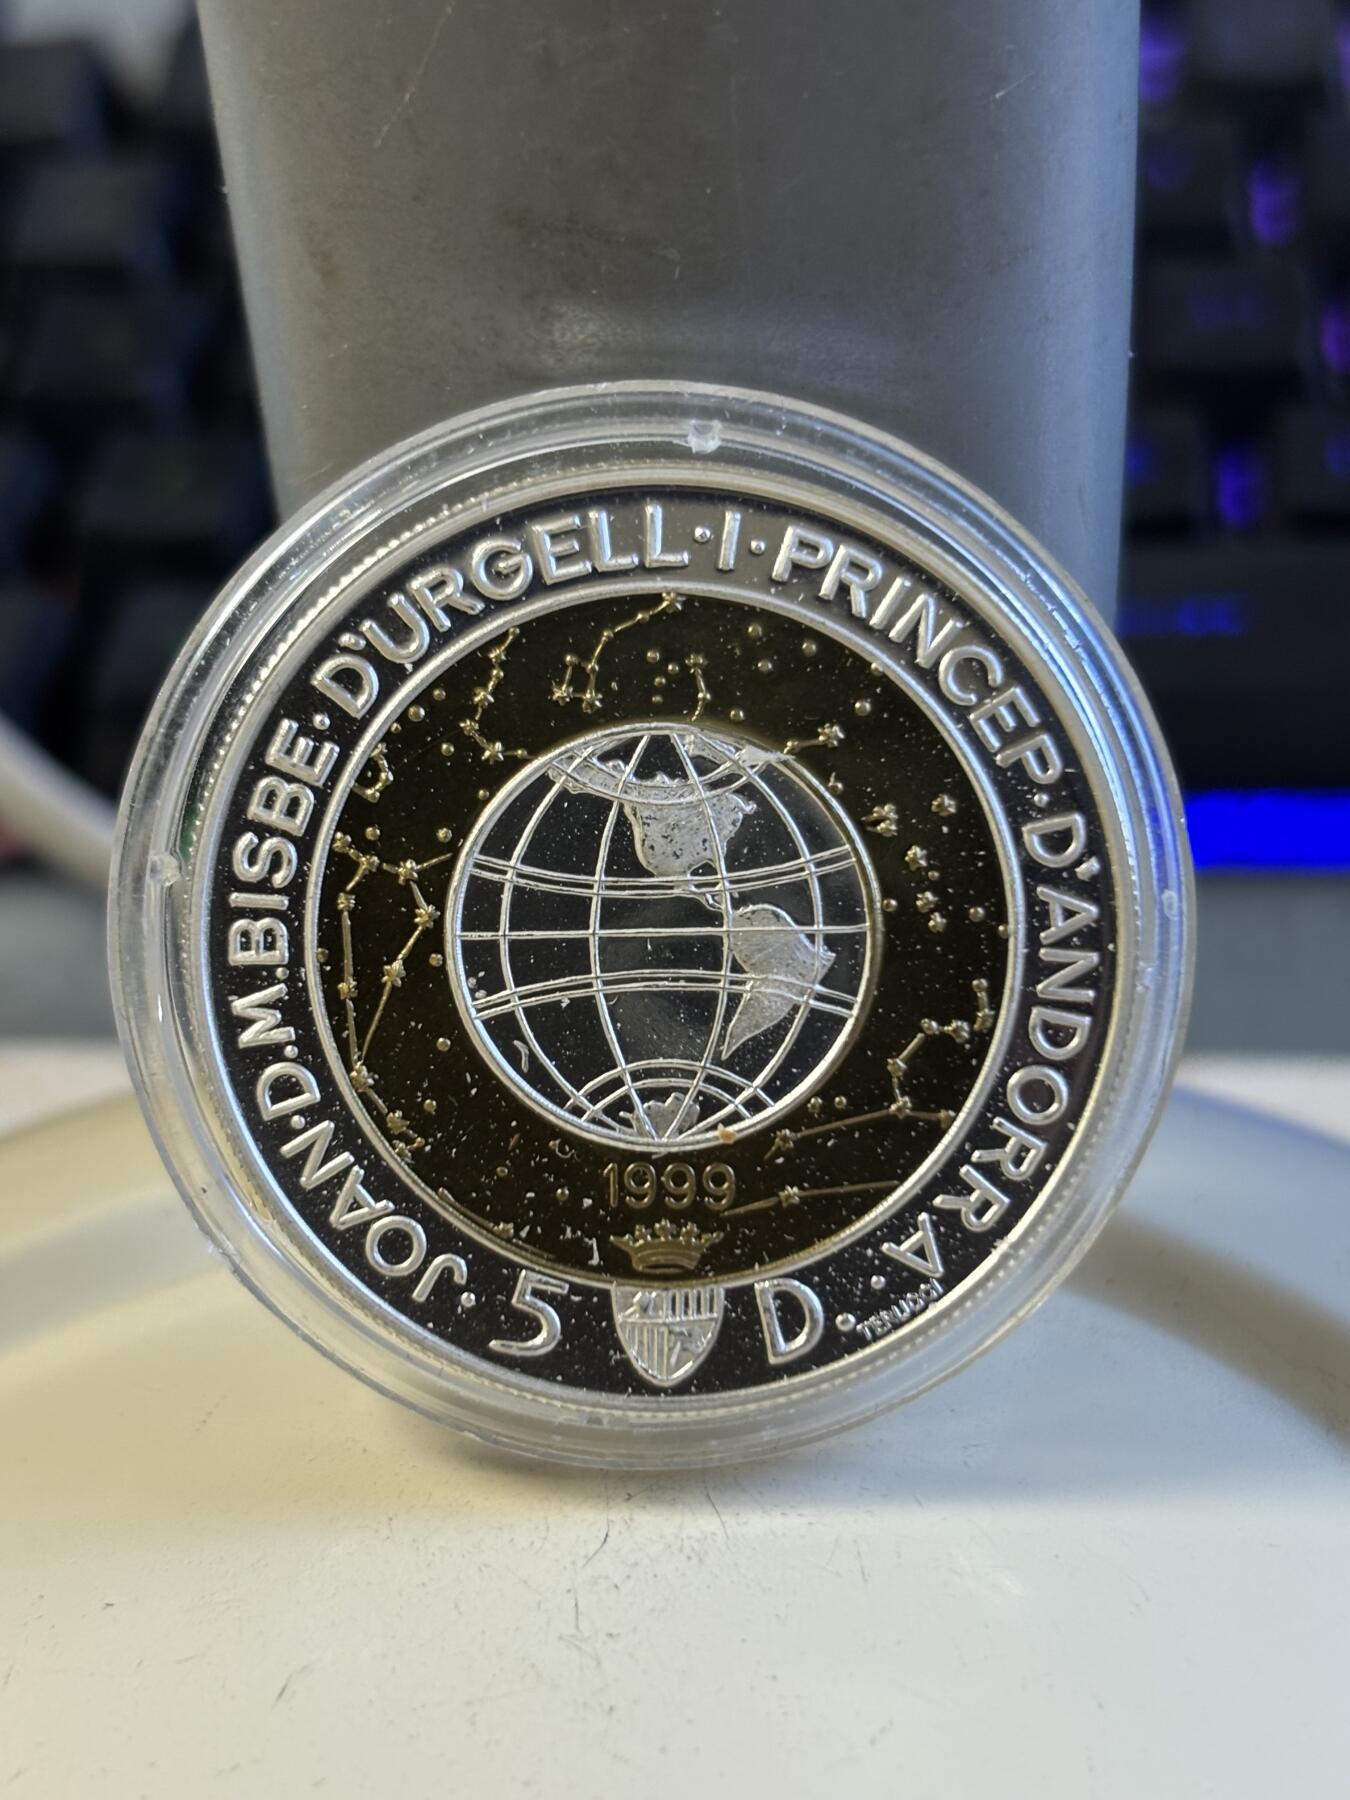 ·JOAN·D.M.BISBE·D'URGELL·I·PRINCEP·D'ANDORRA·
1999
5 D